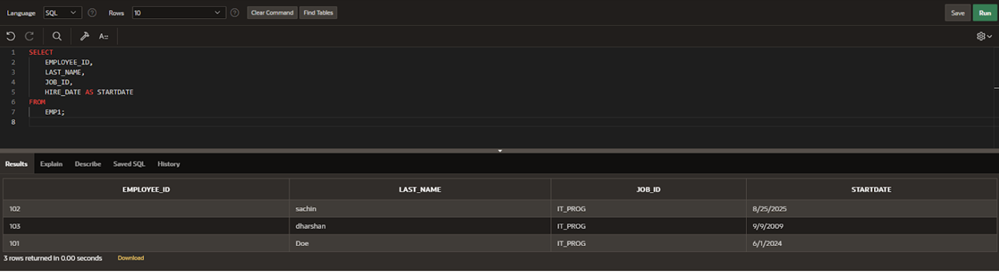 Language SQL Rows 10 Clear Command Find Tables Save Run
A::
1 SELECT
2 EMPLOYEE_ID,
3 LAST_NAME,
4 JOB_ID,
5 HIRE_DATE AS STARTDATE
6 FROM
7 EMP1;
8
Results Explain Describe Saved SQL History
EMPLOYEE_ID LAST_NAME JOB_ID STARTDATE
102 sachin IT_PROG 8/25/2025
103 dharshan IT_PROG 9/9/2009
101 Doe IT_PROG 6/1/2024
3 rows returned in 0.00 seconds Download